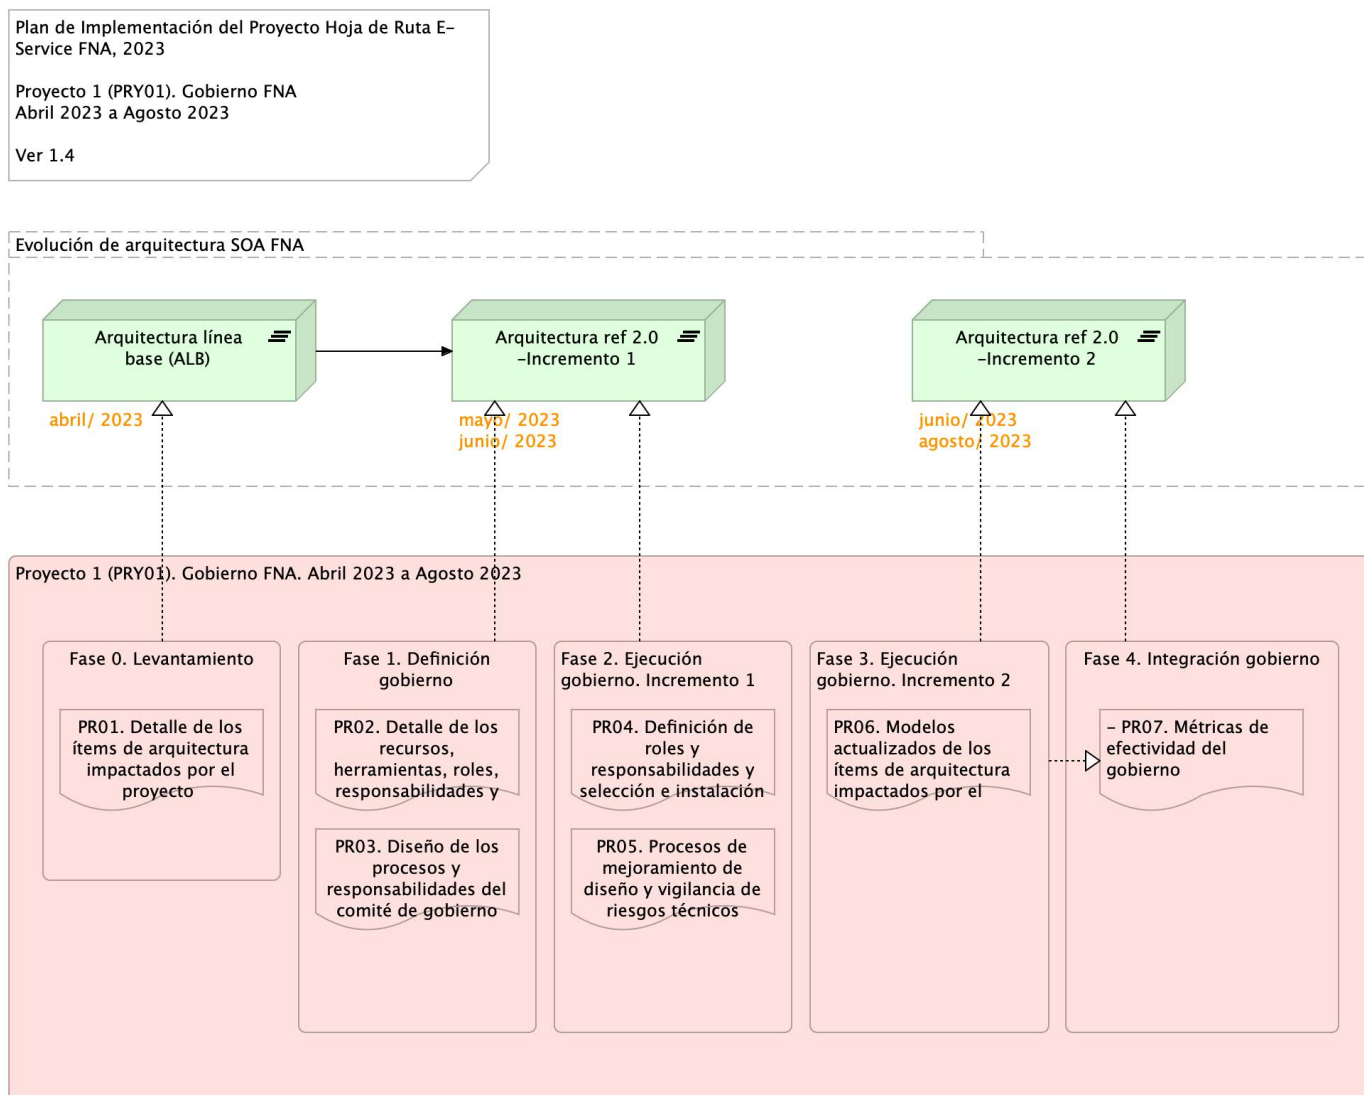 Plan de Implementación del Proyecto Hoja de Ruta E-
Service FNA, 2023
Proyecto 1 (PRY01). Gobierno FNA
Abril 2023 a Agosto 2023
Ver 1.4
Evolución de arquitectura SOA FNA
Arquitectura línea
base (ALB)
abril/ 2023
Arquitectura ref 2.0
-Incremento 1
mayo/ 2023
junio/ 2023
Arquitectura ref 2.0
-Incremento 2
junio/ 2023
agosto/ 2023
Proyecto 1 (PRY01). Gobierno FNA. Abril 2023 a Agosto 2023
Fase 0. Levantamiento
PR01. Detalle de los
ítems de arquitectura
impactados por el
proyecto
Fase 1. Definición
gobierno
PR02. Detalle de los
recursos,
herramientas, roles,
responsabilidades y
PR03. Diseño de los
procesos y
responsabilidades del
comité de gobierno
Fase 2. Ejecución
gobierno. Incremento 1
PR04. Definición de
roles y
responsabilidades y
selección e instalación
PR05. Procesos de
mejoramiento de
diseño y vigilancia de
riesgos técnicos
Fase 3. Ejecución
gobierno. Incremento 2
PR06. Modelos
actualizados de los
ítems de arquitectura
impactados por el
Fase 4. Integración gobierno
- PR07. Métricas de
efectividad del
gobierno